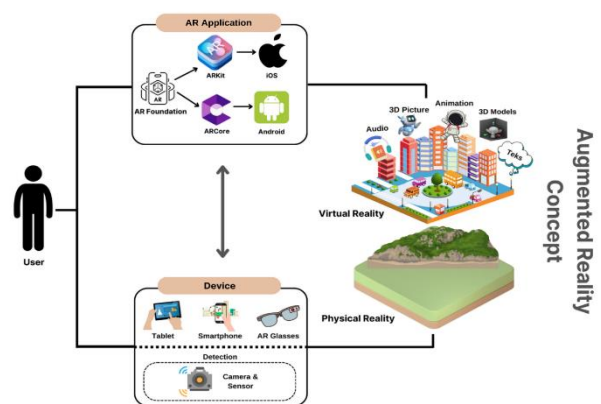 AR Application
ARKit
iOS
AR
AR Foundation
ARCore
Android
User
Device
Tablet
Smartphone
AR Glasses
Detection
Camera &
Sensor
Animation
3D Picture
3D Models
Audio
Teks
Virtual Reality
Physical Reality
Augmented Reality
Concept